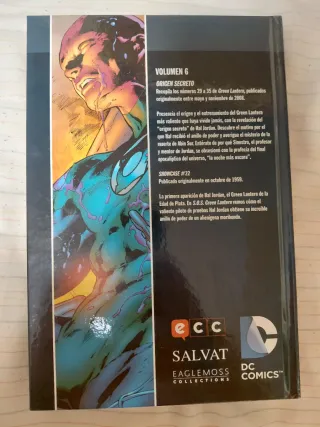 VOLUMEN 6
ORIGEN SECRETO
Recopila los números 29 a 35 de Green Lantern, publicados
originalmente entre mayo y noviembre de 2008.
Presencia el origen y el entrenamiento del Green Lantern
más valiente que haya vivido jamás, con la revelación del
"origen secreto" de Hal Jordan. Descubre el motivo por el
que Hal recibió el anillo de poder y averigua el misterio de la
muerte de Abin Sur. Entérate de por qué Sinestro, el profesor
y mentor de Jordan, se obsesionó con la profecía del final
apocalíptico del universo, "la noche más oscura".
SHOWCASE #22
Publicado originalmente en octubre de 1959.
La primera aparición de Hal Jordan, el Green Lantern de la
Edad de Plata. En S.O.S. Green Lantern vemos cómo el
valiente piloto de pruebas Hal Jordan obtiene su increíble
anillo de poder de un alienígena moribundo.
ecc
SALVAT
EAGLEMOSS
COLLECTIONS
DC
DC COMICS™